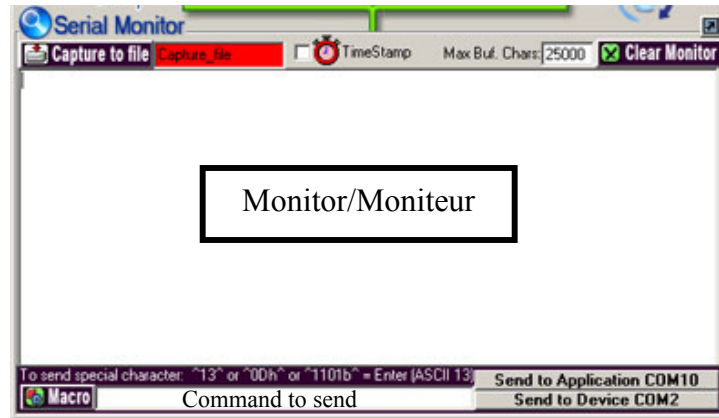 Serial Monitor
Capture to file Capture_file TimeStamp Max Buf. Chars: 25000 Clear Monitor
Monitor/Moniteur
To send special character: ^13^ or ^0Dh^ or ^1101b^ = Enter (ASCII 13)
Send to Application COM10
Macro Command to send Send to Device COM2